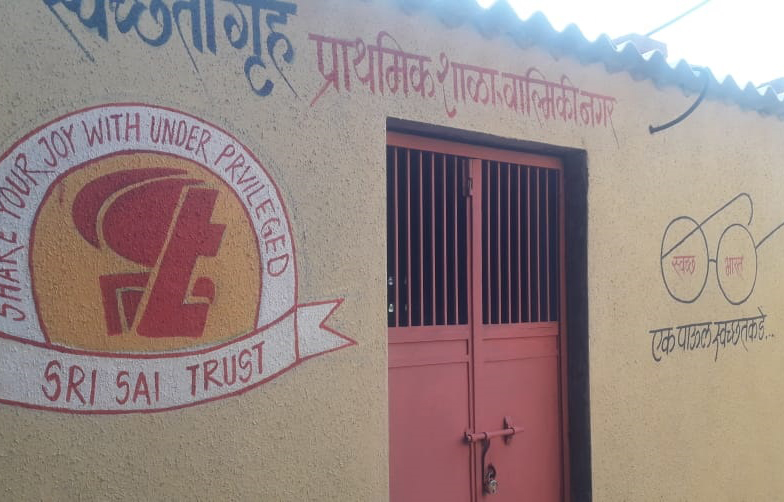 स्वच्छतागृह
प्राथमिक शाळा, वाल्मिकीनगर
SHARE YOUR JOY WITH UNDER PRVILEGED
SRI SAI TRUST
स्वच्छ भारत
एक पाऊल स्वच्छतेकडे...